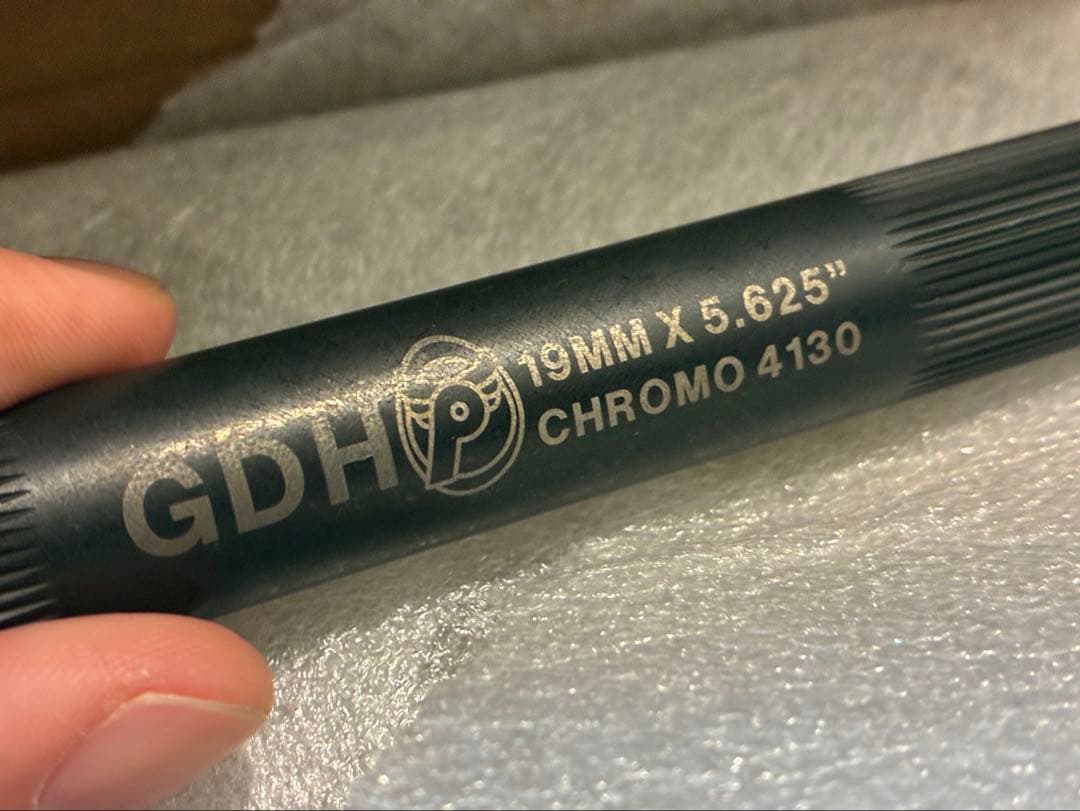 GDH
P
19MM X 5.625”
CHROMO 4130